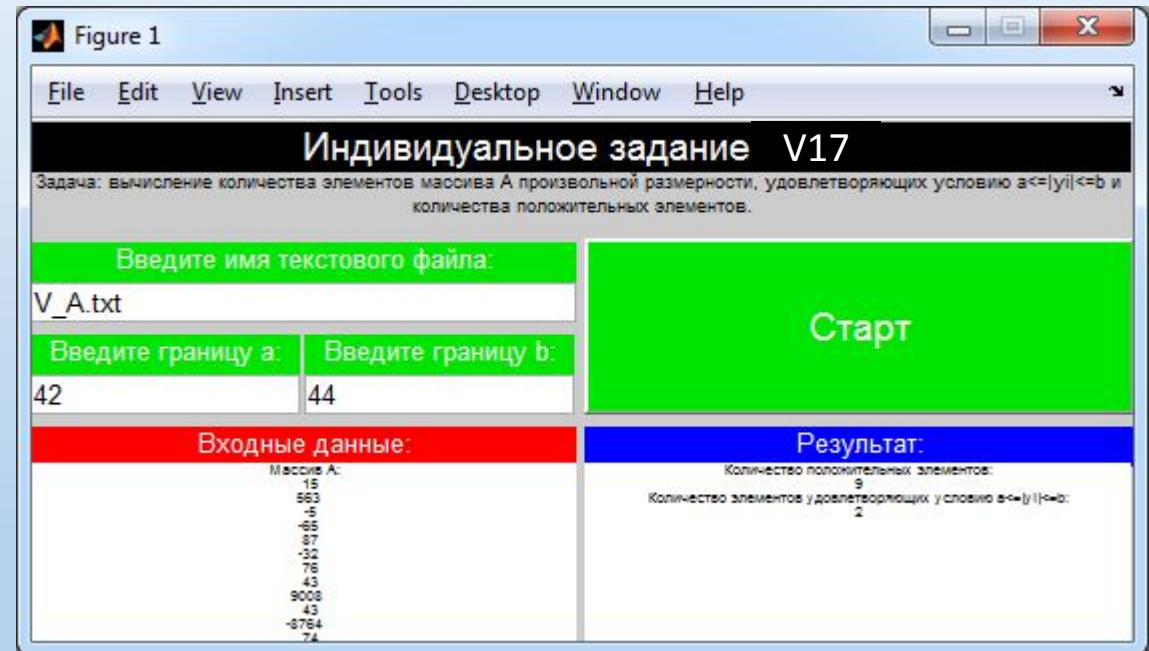 Figure 1
File Edit View Insert Tools Desktop Window Help
Индивидуальное задание V17
Задача: вычисление количества элементов массива А произвольной размерности, удовлетворяющих условию a<=|yi|<=b и
количества положительных элементов.
Введите имя текстового файла:
V_A.txt
Старт
Введите границу a: Введите границу b:
42 44
Входные данные:
Массив А:
15
563
-5
-65
87
-32
76
43
9008
43
-8764
74
Результат:
Количество положительных элементов:
9
Количество элементов удовлетворяющих условию a<=|yi|<=b:
2